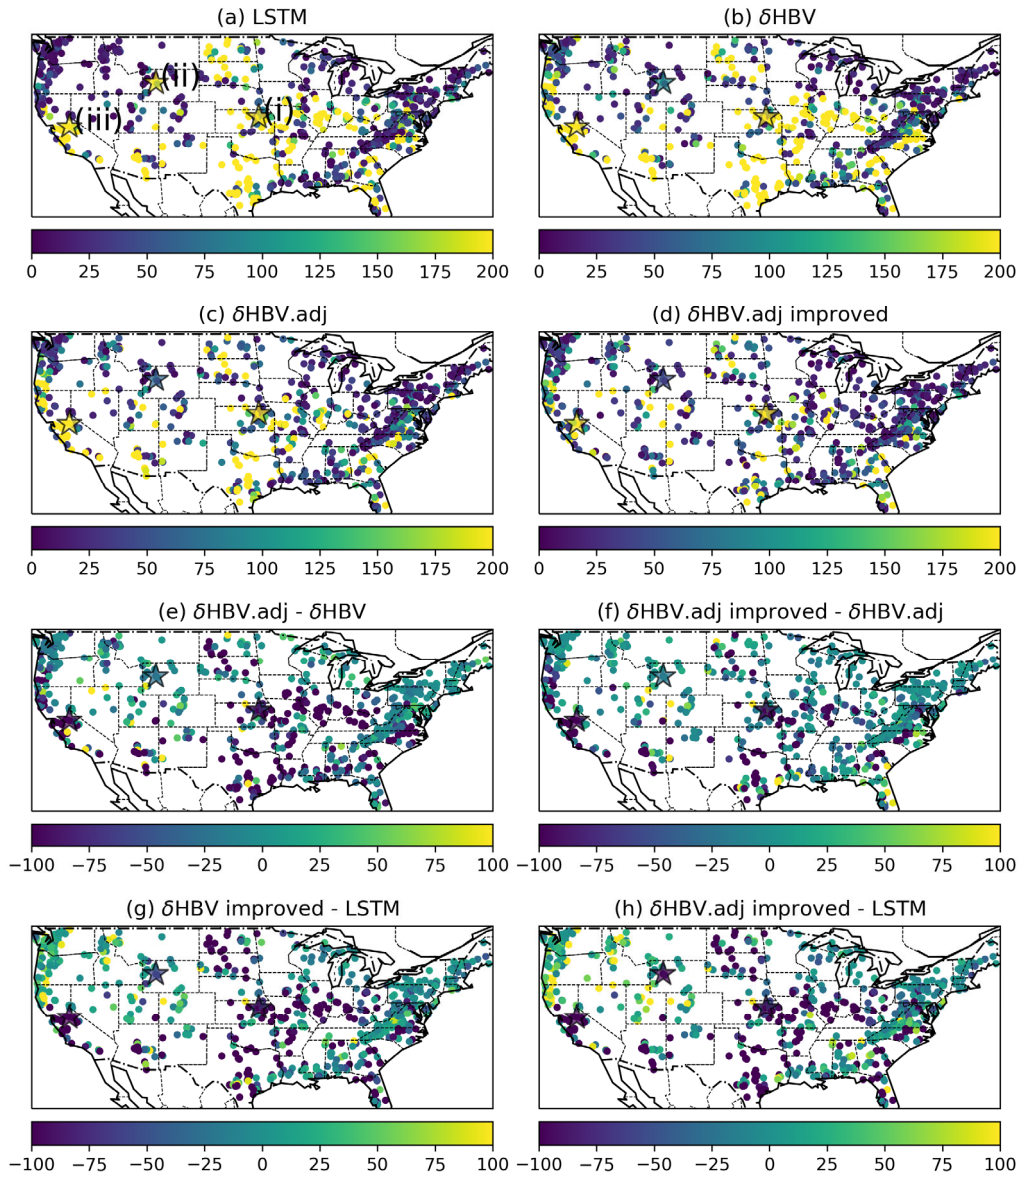 (a) LSTM
(b) δHBV
(ii)
(i)
(iii)
0 25 50 75 100 125 150 175 200
0 25 50 75 100 125 150 175 200
(c) δHBV.adj
(d) δHBV.adj improved
0 25 50 75 100 125 150 175 200
0 25 50 75 100 125 150 175 200
(e) δHBV.adj - δHBV
(f) δHBV.adj improved - δHBV.adj
−100 −75 −50 −25 0 25 50 75 100
−100 −75 −50 −25 0 25 50 75 100
(g) δHBV improved - LSTM
(h) δHBV.adj improved - LSTM
−100 −75 −50 −25 0 25 50 75 100
−100 −75 −50 −25 0 25 50 75 100